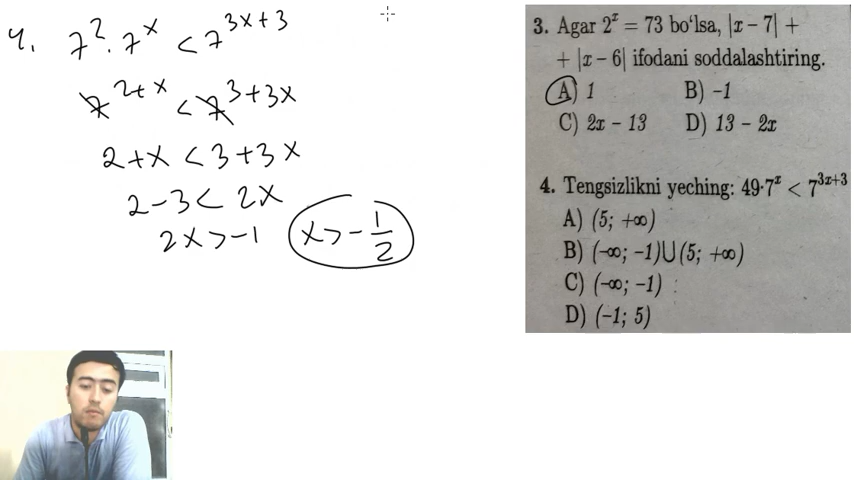 4. 7² · 7ˣ < 7³ˣ⁺³
7²⁺ˣ < 7³⁺³ˣ
2+x < 3+3x
2-3 < 2x
2x > -1 x > -1/2
3. Agar 2ˣ = 73 bo‘lsa, |x – 7| +
+ |x – 6| ifodani soddalashtiring.
A) 1 B) –1
C) 2x – 13 D) 13 – 2x
4. Tengsizlikni yeching: 49·7ˣ < 7³ˣ⁺³
A) (5; +∞)
B) (–∞; –1)⋃(5; +∞)
C) (–∞; –1)
D) (–1; 5)